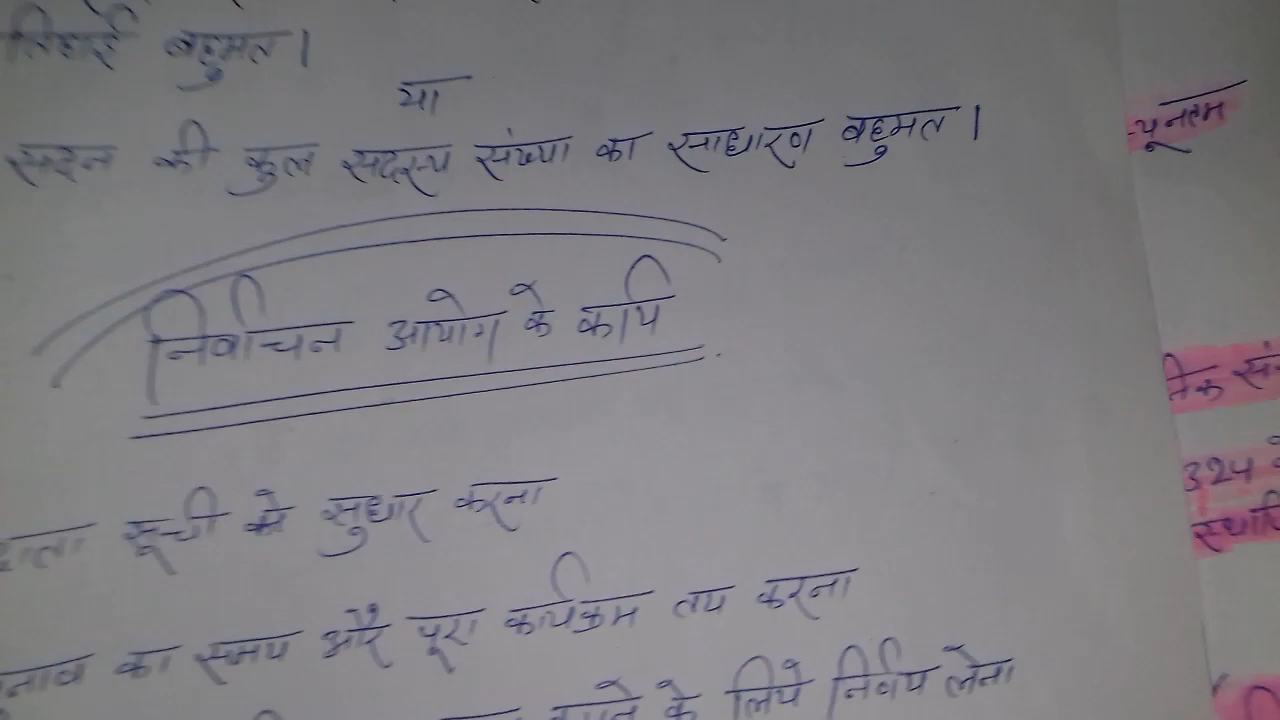 तिहाई बहुमत।
या
सदन की कुल सदस्य संख्या का साधारण बहुमत।
निर्वाचन आयोग के कार्य
सूची में सुधार करना
का समय और पूरा कार्यक्रम तय करना
के लिये निर्णय लेना
न्यूनतम
324